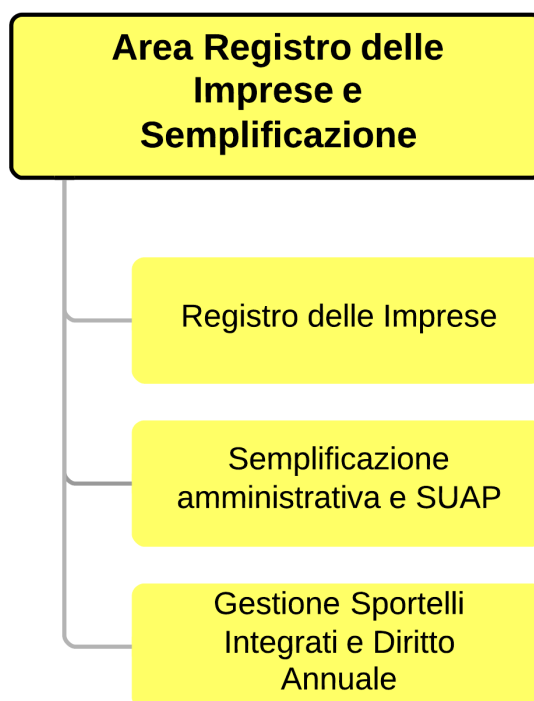 Area Registro delle
Imprese e
Semplificazione
Registro delle Imprese
Semplificazione
amministrativa e SUAP
Gestione Sportelli
Integrati e Diritto
Annuale